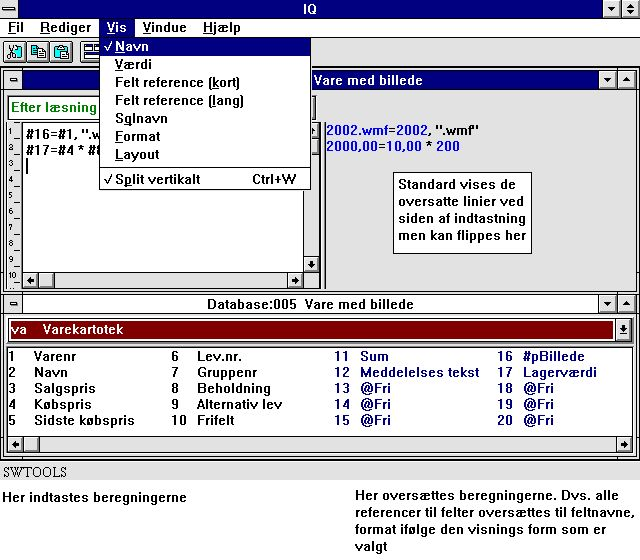 IQ
Fil Rediger Vis Vindue Hjælp
✓ Navn
Værdi
Felt reference (kort)
Felt reference (lang)
Sqlnavn
Format
Layout
✓ Split vertikalt Ctrl+W
Vare med billede
Efter læsning
1 #16=#1, ".w
2 #17=#4 * #8
3
4
5
6
7
8
9
10
2002.wmf=2002, ".wmf"
2000,00=10,00 * 200
Standard vises de
oversatte linier ved
siden af indtastning
men kan flippes her
Database:005 Vare med billede
va Varekartotek
1 Varenr 6 Lev.nr. 11 Sum 16 #pBillede
2 Navn 7 Gruppenr 12 Meddelelses tekst 17 Lagerværdi
3 Salgspris 8 Beholdning 13 @Fri 18 @Fri
4 Købspris 9 Alternativ lev 14 @Fri 19 @Fri
5 Sidste købspris 10 Frifelt 15 @Fri 20 @Fri
SWTOOLS
Her indtastes beregningerne
Her oversættes beregningerne. Dvs. alle
referencer til felter oversættes til feltnavne,
format ifølge den visnings form som er
valgt